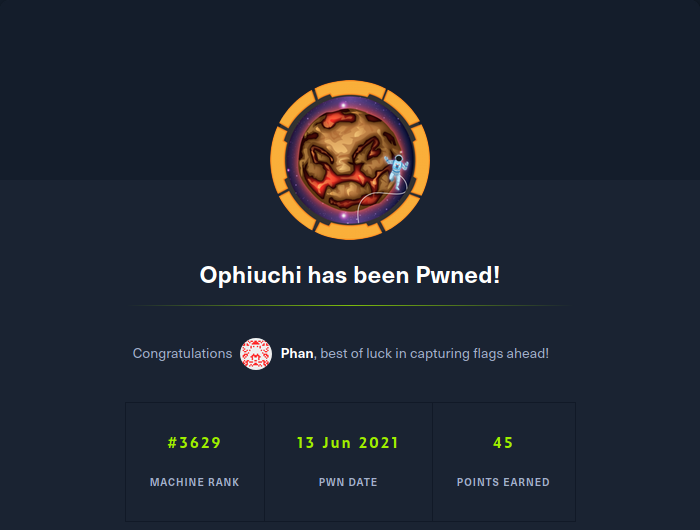 Ophiuchi has been Pwned!
Congratulations Phan, best of luck in capturing flags ahead!
#3629 13 Jun 2021 45
MACHINE RANK PWN DATE POINTS EARNED